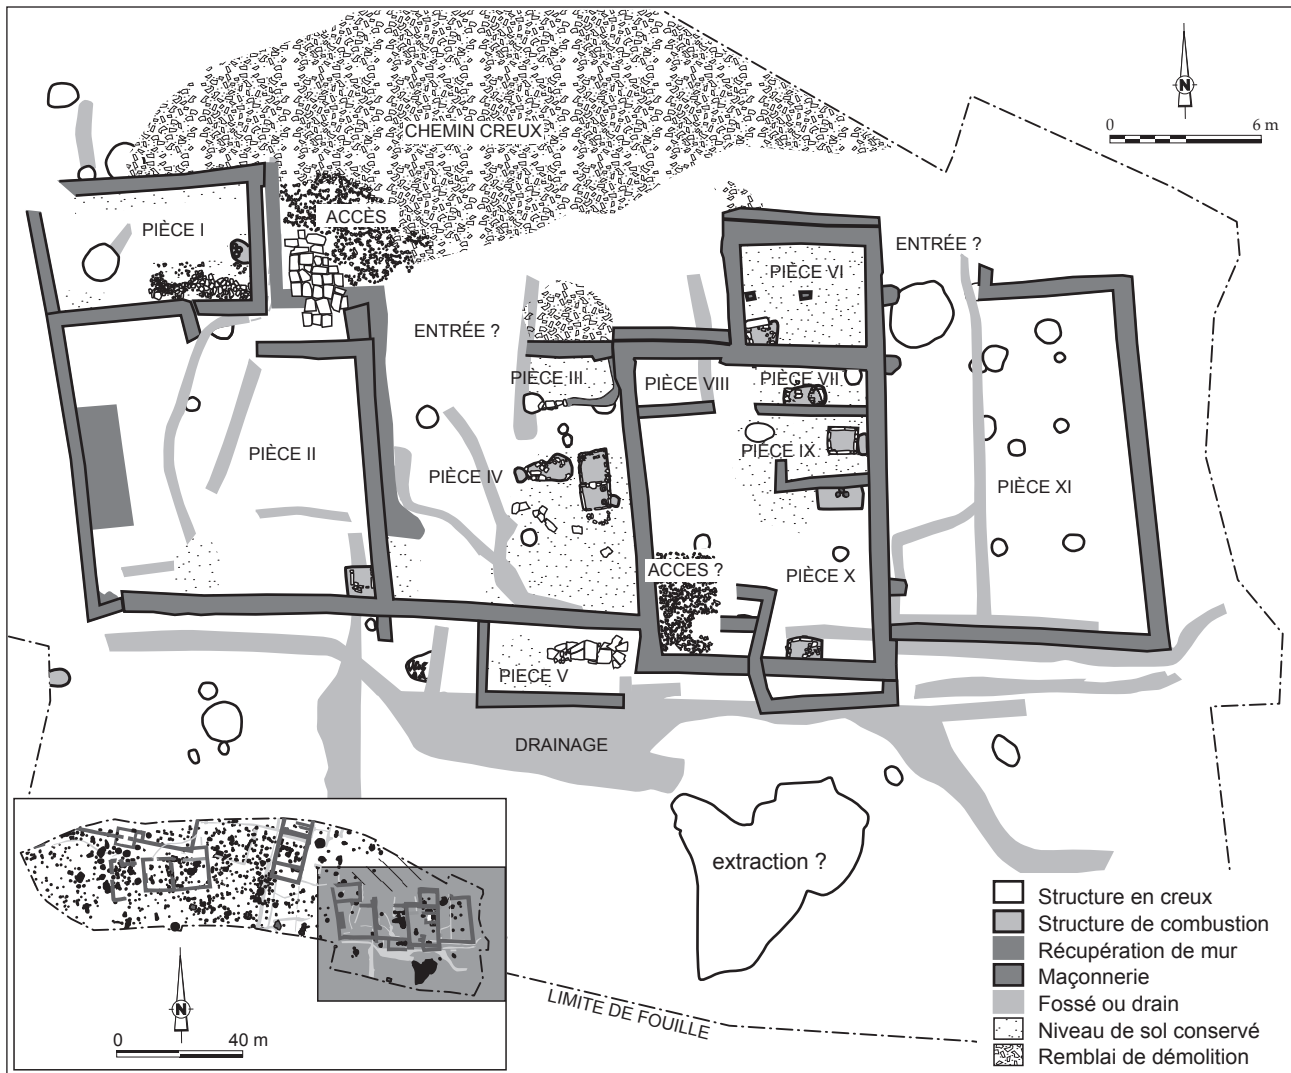 N
0 6 m
CHEMIN CREUX
ACCÈS
PIÈCE I
ENTRÉE ?
PIÈCE VI
ENTRÉE ?
PIÈCE III
PIÈCE VIII
PIÈCE VII
PIÈCE II
PIÈCE IV
PIÈCE IX
PIÈCE XI
ACCES ?
PIÈCE X
PIECE V
DRAINAGE
extraction ?
LIMITE DE FOUILLE
N
0 40 m
Structure en creux
Structure de combustion
Récupération de mur
Maçonnerie
Fossé ou drain
Niveau de sol conservé
Remblai de démolition